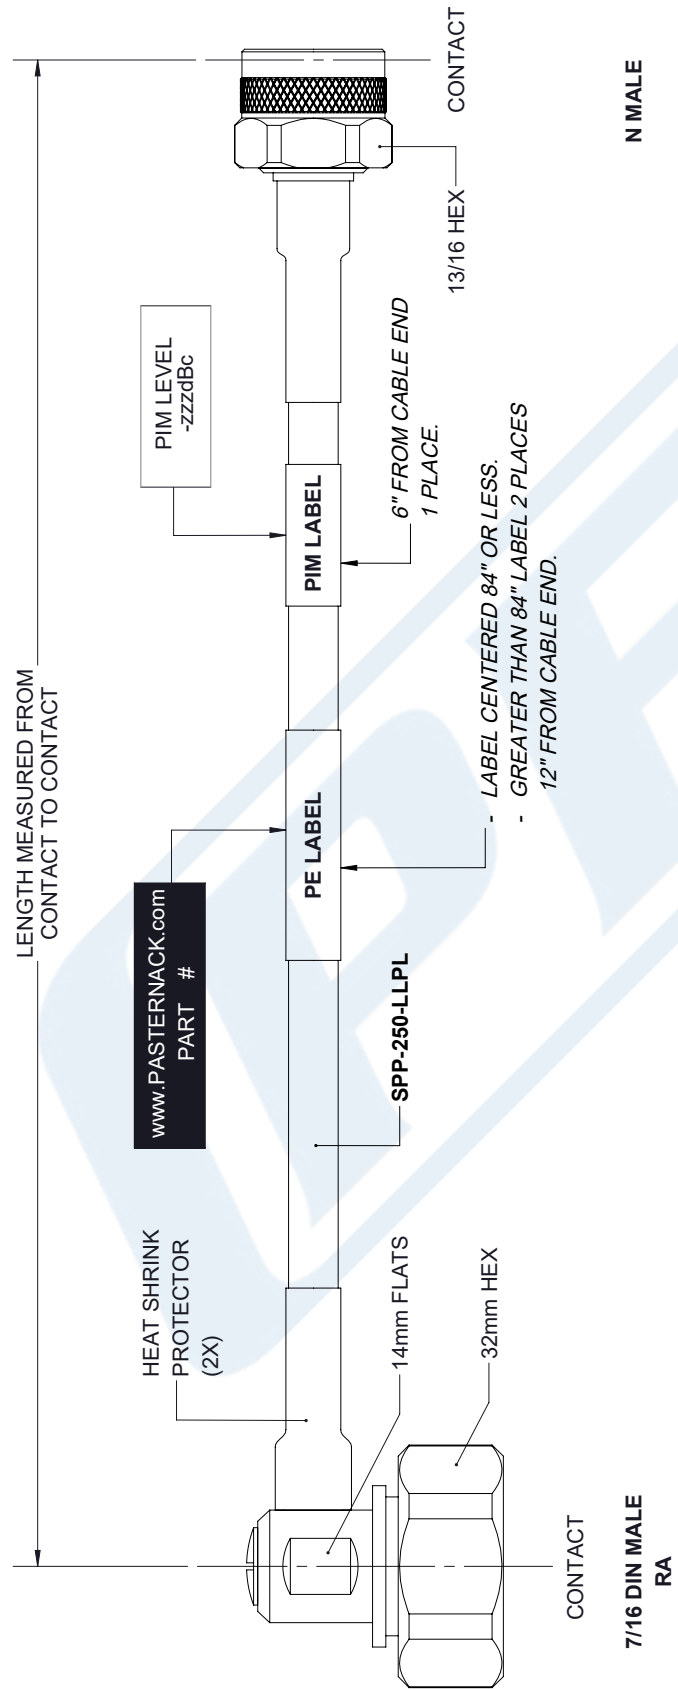 LENGTH MEASURED FROM
CONTACT TO CONTACT
www.PASTERNACK.com
PART #
PIM LEVEL
-zzzdBc
HEAT SHRINK
PROTECTOR
(2X)
PE LABEL
PIM LABEL
SPP-250-LLPL
14mm FLATS
32mm HEX
6" FROM CABLE END
1 PLACE.
- LABEL CENTERED 84" OR LESS.
- GREATER THAN 84" LABEL 2 PLACES
12" FROM CABLE END.
13/16 HEX
CONTACT
CONTACT
7/16 DIN MALE
RA
N MALE